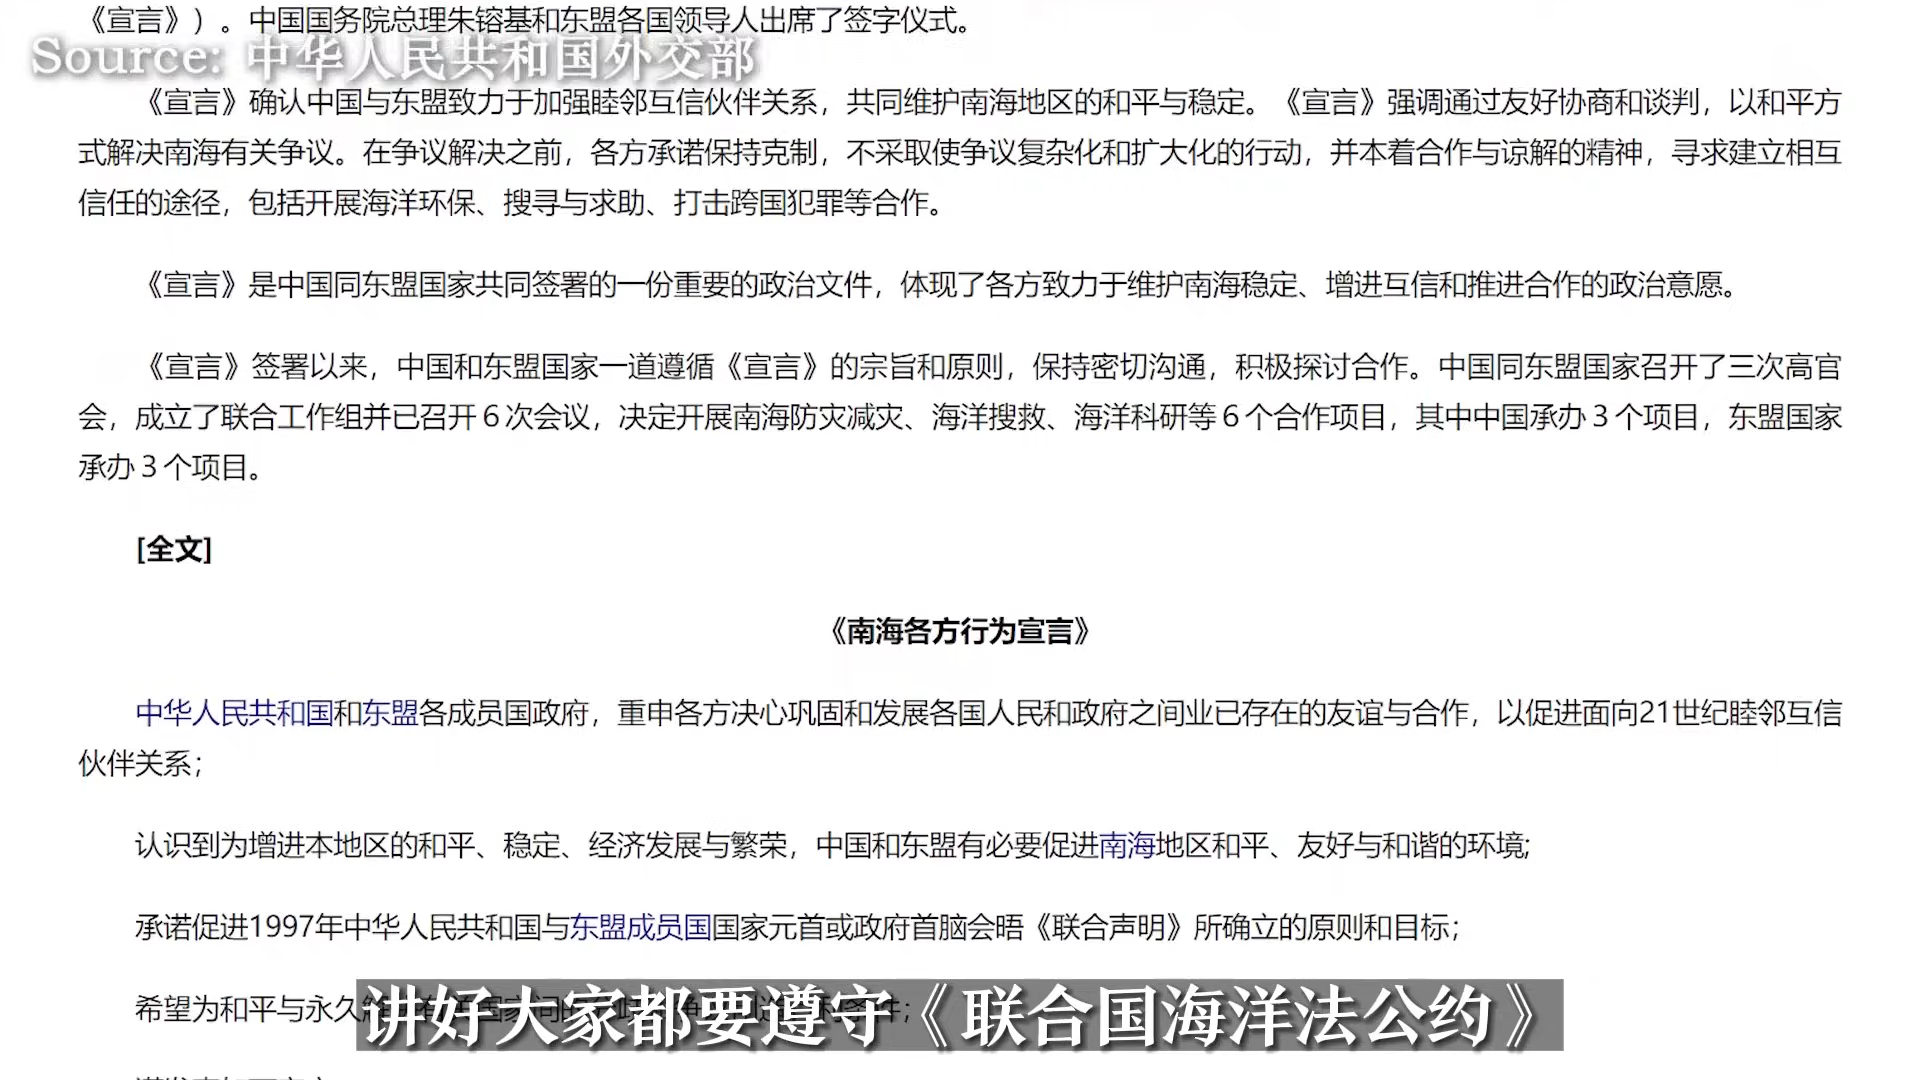 《宣言》）。中国国务院总理朱镕基和东盟各国领导人出席了签字仪式。
Source: 中华人民共和国外交部
《宣言》确认中国与东盟致力于加强睦邻互信伙伴关系，共同维护南海地区的和平与稳定。《宣言》强调通过友好协商和谈判，以和平方
式解决南海有关争议。在争议解决之前，各方承诺保持克制，不采取使争议复杂化和扩大化的行动，并本着合作与谅解的精神，寻求建立相互
信任的途径，包括开展海洋环保、搜寻与求助、打击跨国犯罪等合作。
《宣言》是中国同东盟国家共同签署的一份重要的政治文件，体现了各方致力于维护南海稳定、增进互信和推进合作的政治意愿。
《宣言》签署以来，中国和东盟国家一道遵循《宣言》的宗旨和原则，保持密切沟通，积极探讨合作。中国同东盟国家召开了三次高官
会，成立了联合工作组并已召开６次会议，决定开展南海防灾减灾、海洋搜救、海洋科研等６个合作项目，其中中国承办３个项目，东盟国家
承办３个项目。
[全文]
《南海各方行为宣言》
中华人民共和国和东盟各成员国政府，重申各方决心巩固和发展各国人民和政府之间业已存在的友谊与合作，以促进面向21世纪睦邻互信
伙伴关系；
认识到为增进本地区的和平、稳定、经济发展与繁荣，中国和东盟有必要促进南海地区和平、友好与和谐的环境；
承诺促进1997年中华人民共和国与东盟成员国国家元首或政府首脑会晤《联合声明》所确立的原则和目标；
希望为和平与永久
讲好大家都要遵守《联合国海洋法公约》